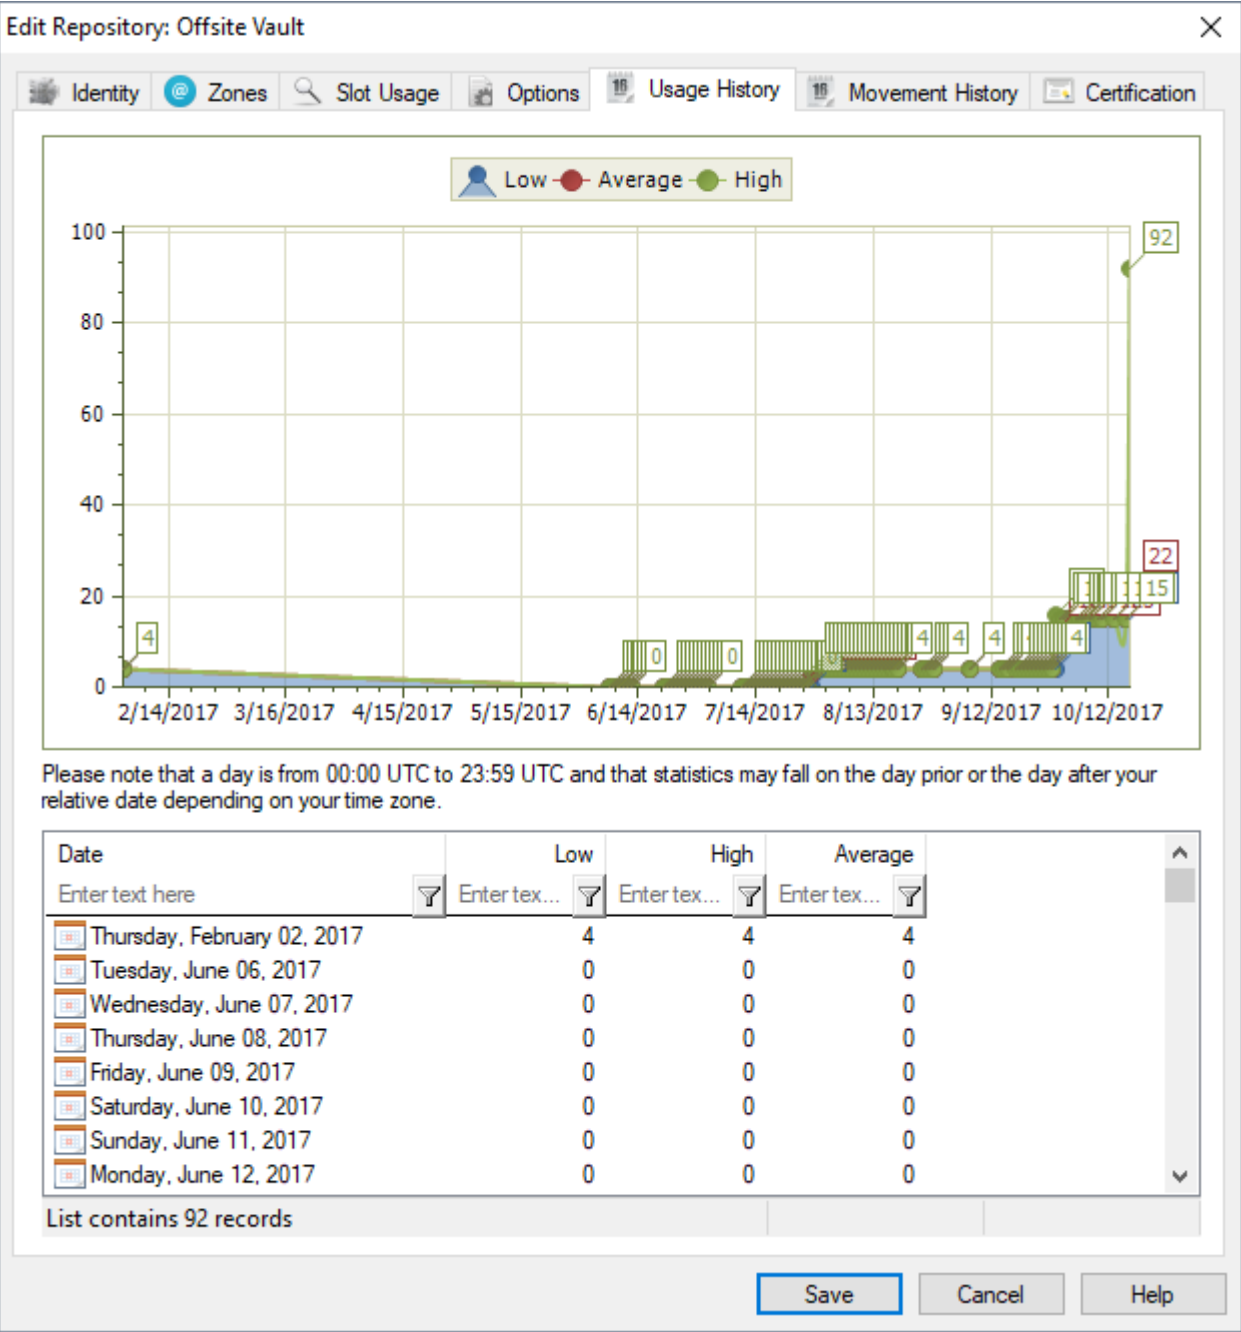 Edit Repository: Offsite Vault
Identity Zones Slot Usage Options Usage History Movement History Certification
Low Average High
100
92
80
60
40
22
20
15
4 0 0 4 4 4 4
0
2/14/2017 3/16/2017 4/15/2017 5/15/2017 6/14/2017 7/14/2017 8/13/2017 9/12/2017 10/12/2017
Please note that a day is from 00:00 UTC to 23:59 UTC and that statistics may fall on the day prior or the day after your
relative date depending on your time zone.
Date Low High Average
Enter text here Enter tex... Enter tex... Enter tex...
Thursday, February 02, 2017 4 4 4
Tuesday, June 06, 2017 0 0 0
Wednesday, June 07, 2017 0 0 0
Thursday, June 08, 2017 0 0 0
Friday, June 09, 2017 0 0 0
Saturday, June 10, 2017 0 0 0
Sunday, June 11, 2017 0 0 0
Monday, June 12, 2017 0 0 0
List contains 92 records
Save Cancel Help